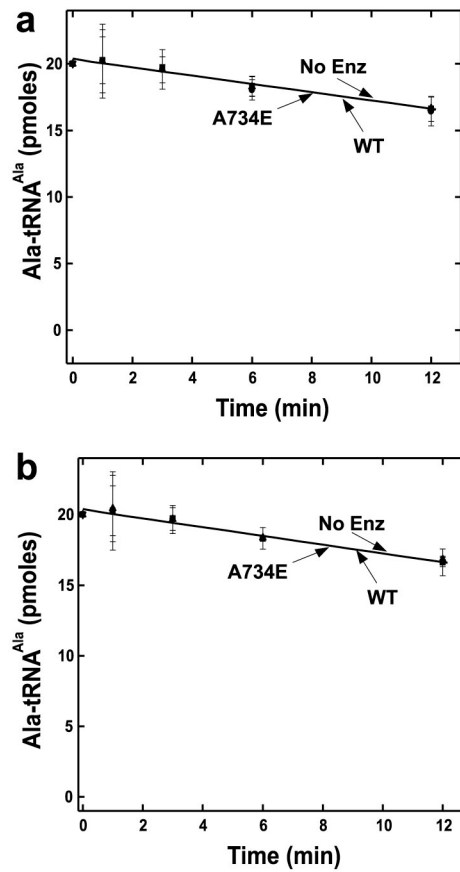 a
Ala-tRNA^Ala (pmoles)
20
15
10
5
0
No Enz
A734E
WT
0 2 4 6 8 10 12
Time (min)
b
Ala-tRNA^Ala (pmoles)
20
15
10
5
0
No Enz
A734E
WT
0 2 4 6 8 10 12
Time (min)